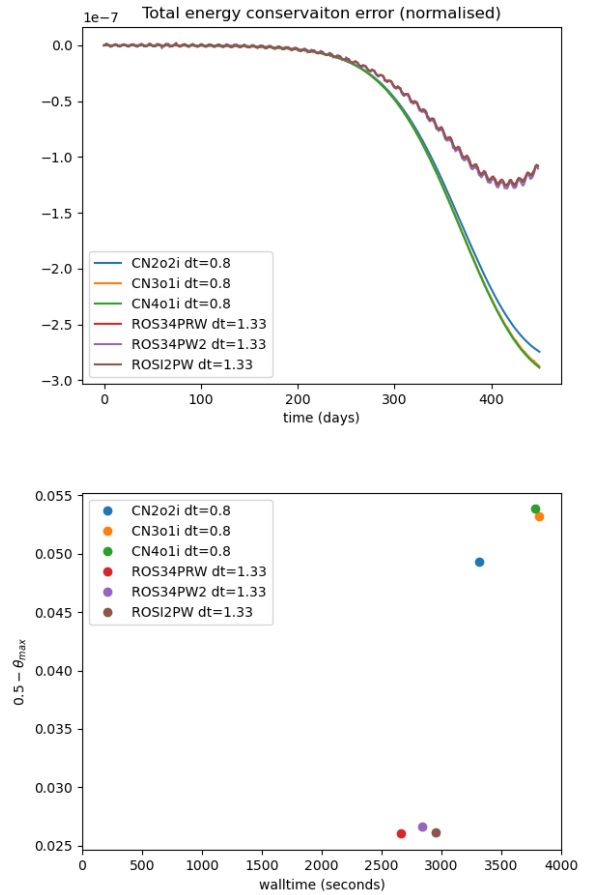 Total energy conservaiton error (normalised)
1e−7
0.0
−0.5
−1.0
−1.5
−2.0
−2.5
−3.0
CN2o2i dt=0.8
CN3o1i dt=0.8
CN4o1i dt=0.8
ROS34PRW dt=1.33
ROS34PW2 dt=1.33
ROSI2PW dt=1.33
0 100 200 300 400
time (days)
0.055
0.050
0.045
0.040
0.035
0.030
0.025
0.5 − θmax
CN2o2i dt=0.8
CN3o1i dt=0.8
CN4o1i dt=0.8
ROS34PRW dt=1.33
ROS34PW2 dt=1.33
ROSI2PW dt=1.33
0 500 1000 1500 2000 2500 3000 3500 4000
walltime (seconds)